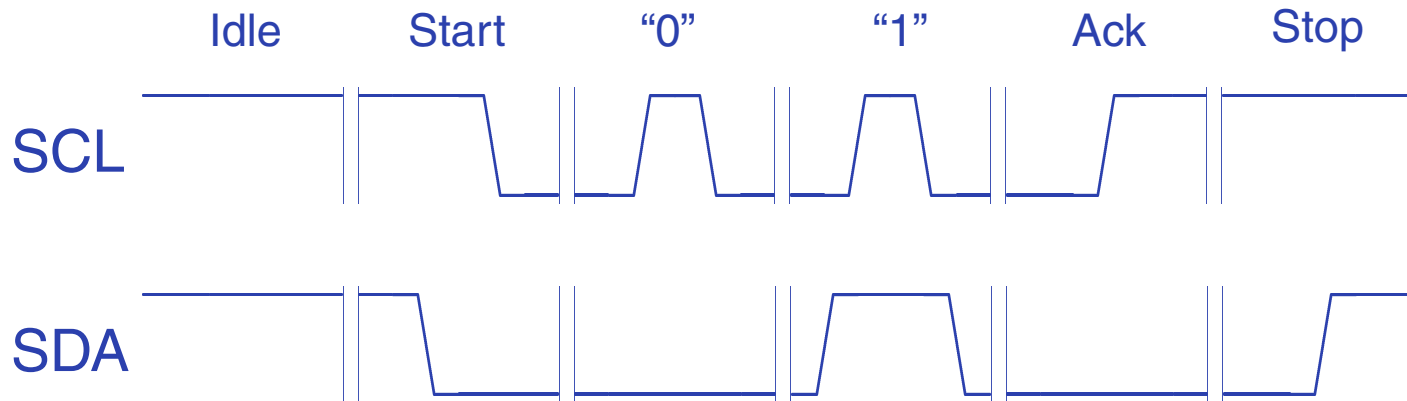 Idle Start “0” “1” Ack Stop
SCL
SDA